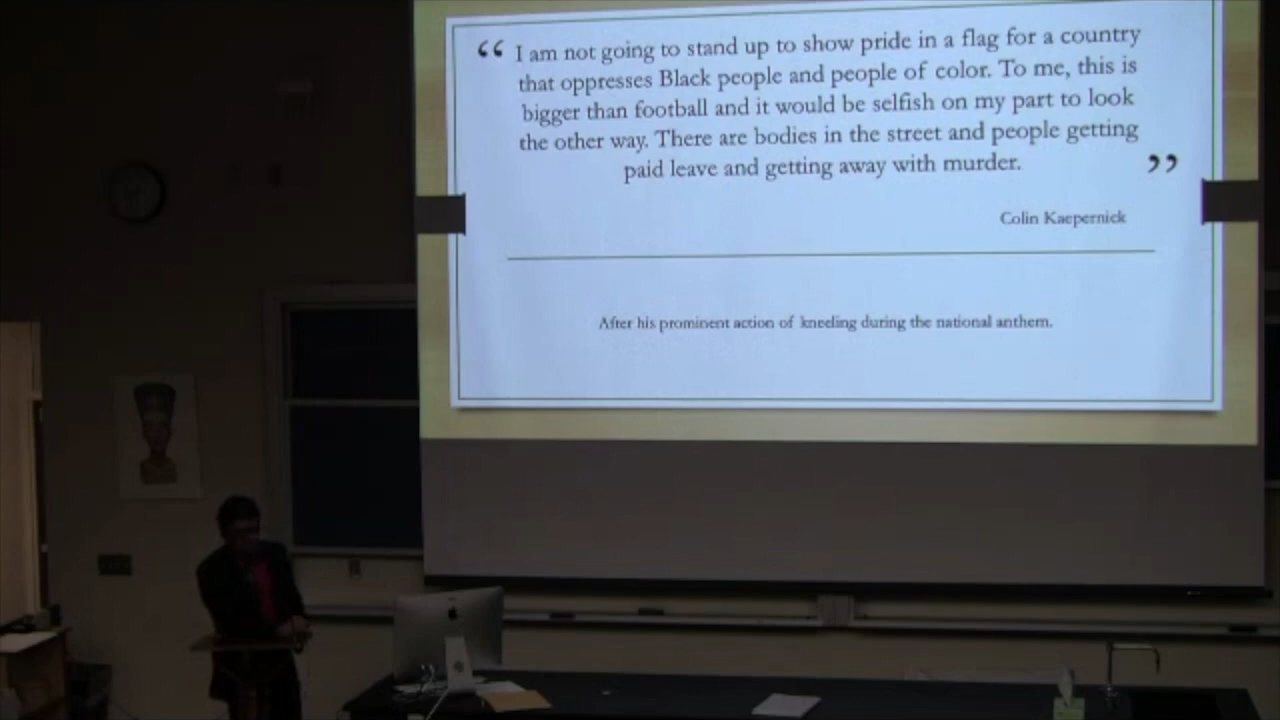 “ I am not going to stand up to show pride in a flag for a country
that oppresses Black people and people of color. To me, this is
bigger than football and it would be selfish on my part to look
the other way. There are bodies in the street and people getting
paid leave and getting away with murder. ”
Colin Kaepernick
After his prominent action of kneeling during the national anthem.